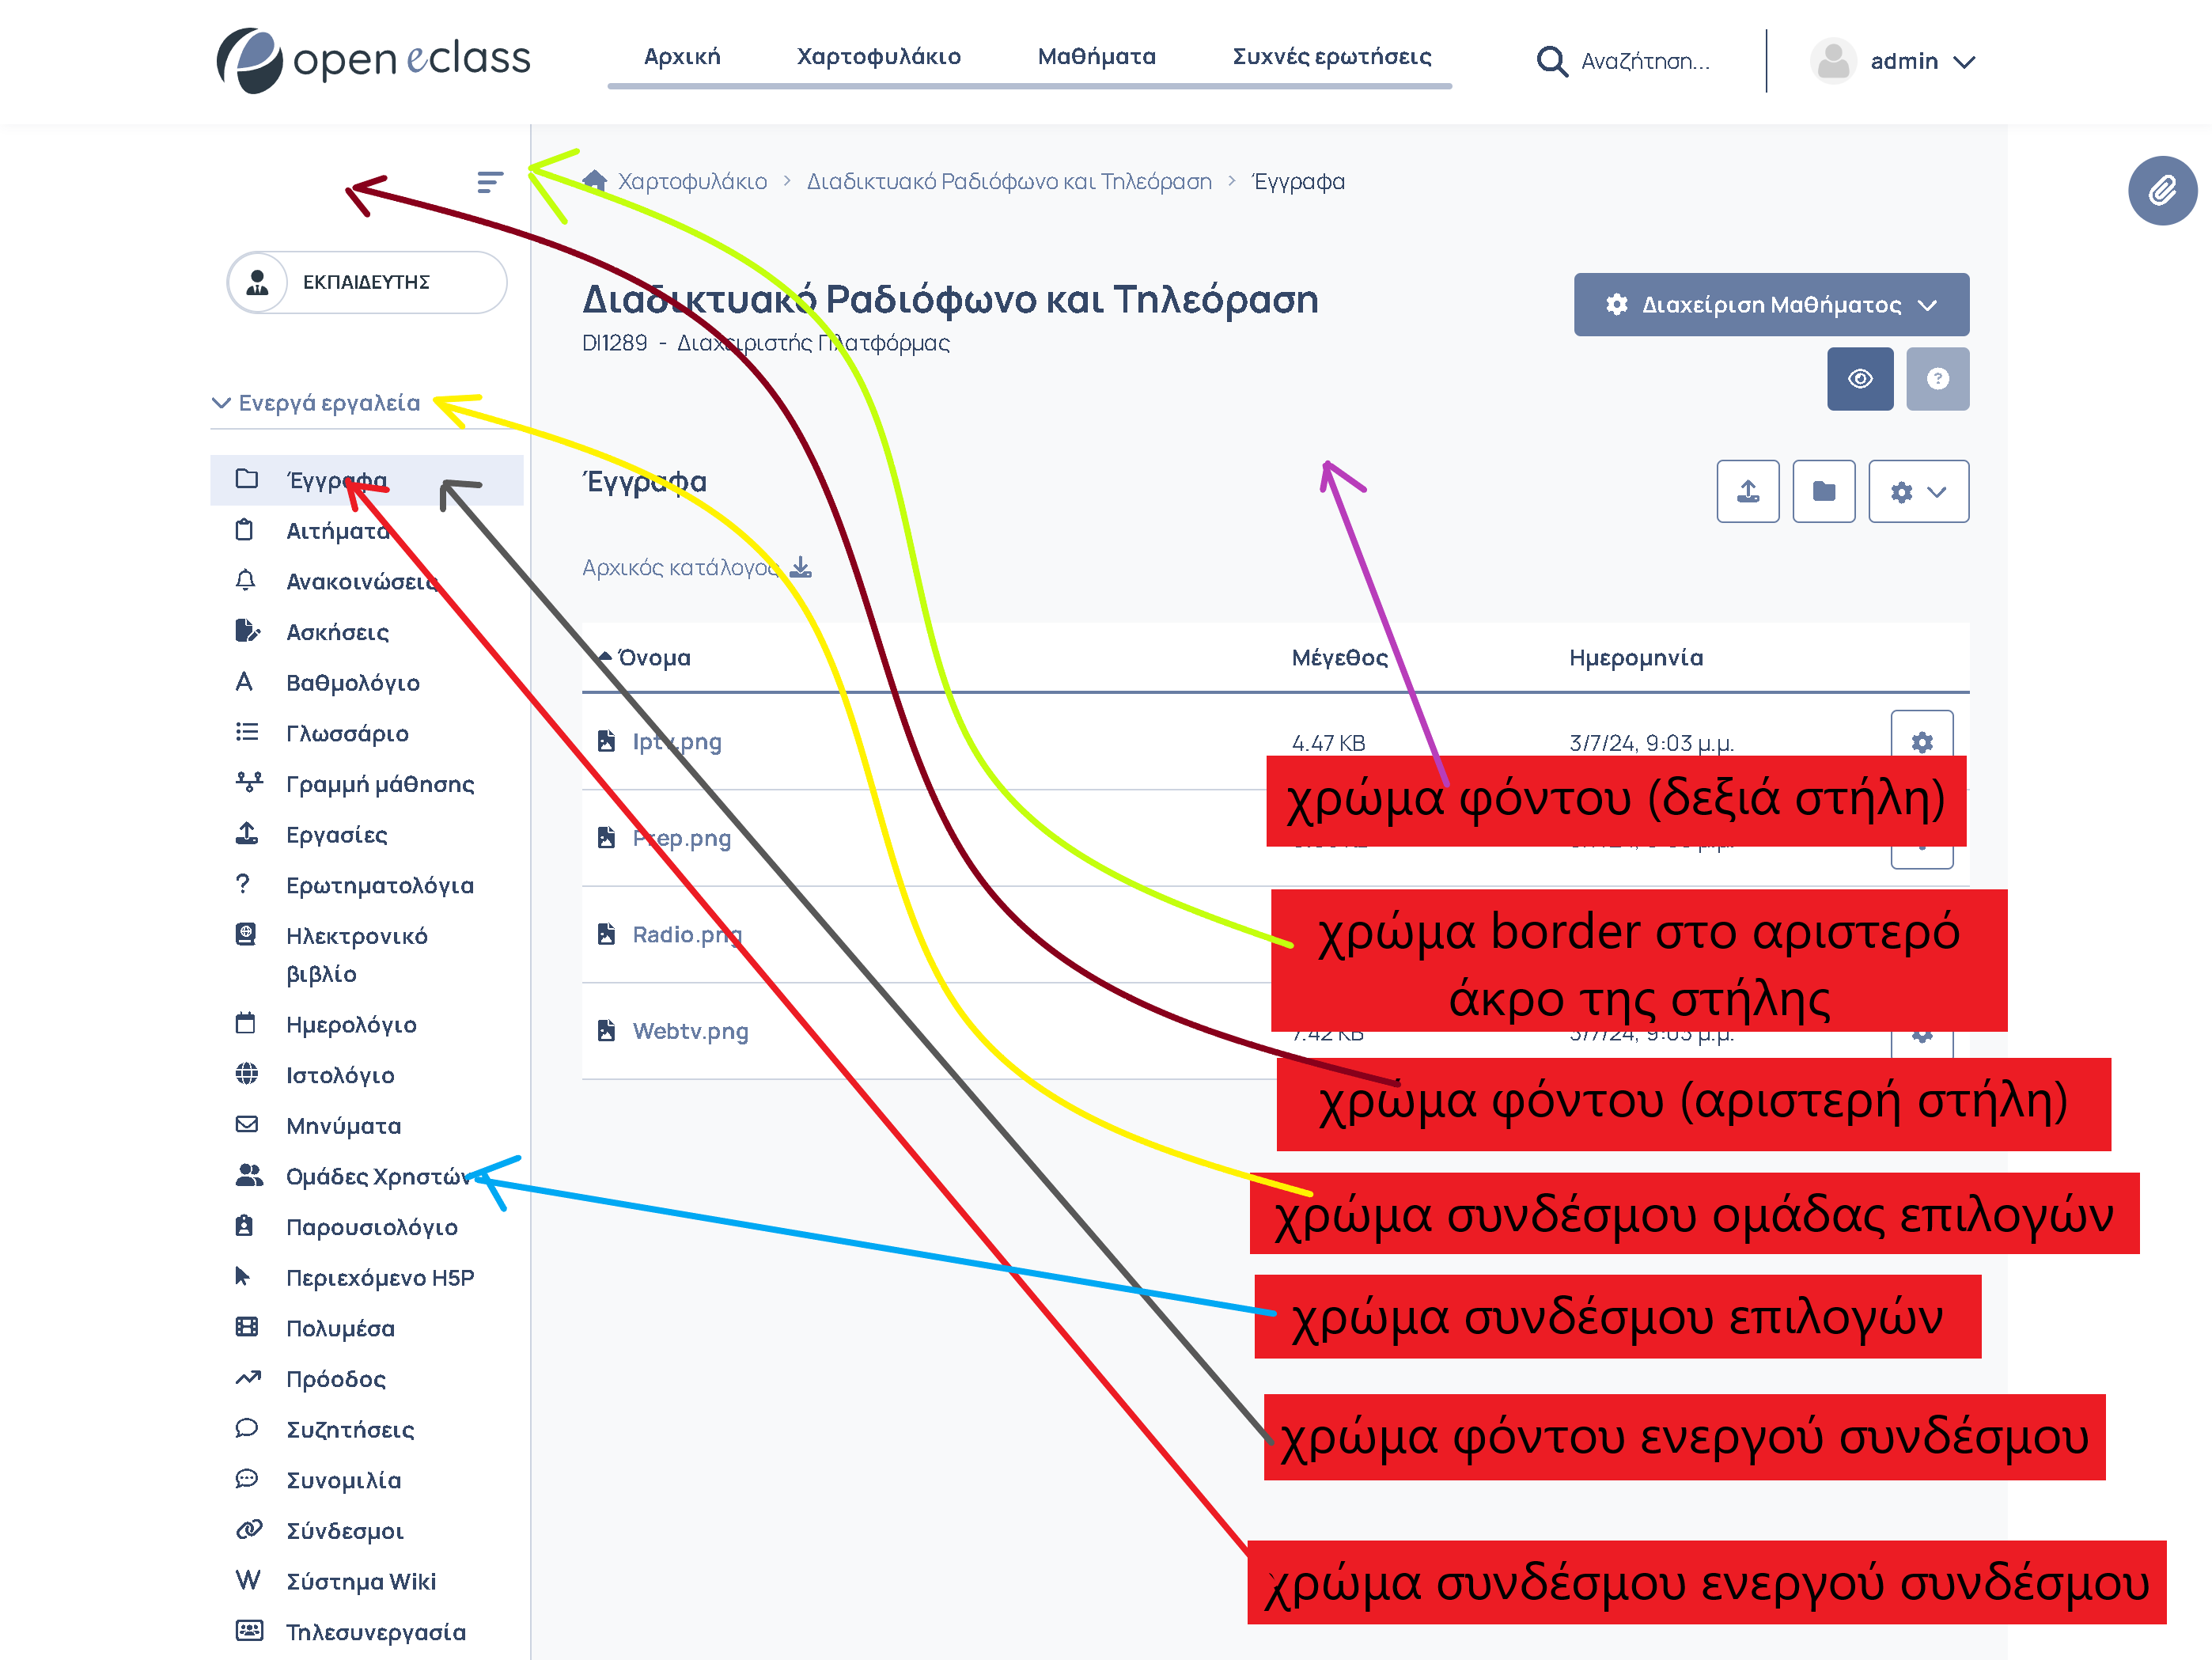 open eclass
Αρχική Χαρτοφυλάκιο Μαθήματα Συχνές ερωτήσεις
Αναζήτηση...
admin
Χαρτοφυλάκιο > Διαδικτυακό Ραδιόφωνο και Τηλεόραση > Έγγραφα
ΕΚΠΑΙΔΕΥΤΗΣ
Διαδικτυακό Ραδιόφωνο και Τηλεόραση
DI1289 - Διαχειριστής Πλατφόρμας
Διαχείριση Μαθήματος
Ενεργά εργαλεία
Έγγραφα
Αιτήματα
Ανακοινώσεις
Ασκήσεις
Βαθμολόγιο
Γλωσσάριο
Γραμμή μάθησης
Εργασίες
Ερωτηματολόγια
Ηλεκτρονικό
βιβλίο
Ημερολόγιο
Ιστολόγιο
Μηνύματα
Ομάδες Χρηστών
Παρουσιολόγιο
Περιεχόμενο H5P
Πολυμέσα
Πρόοδος
Συζητήσεις
Συνομιλία
Σύνδεσμοι
Σύστημα Wiki
Τηλεσυνεργασία
Έγγραφα
Αρχικός κατάλογος
Όνομα Μέγεθος Ημερομηνία
Iptv.png 4.47 KB 3/7/24, 9:03 μ.μ.
Prep.png
Radio.png
Webtv.png 7.42 KB 3/7/24, 9:03 μ.μ.
χρώμα φόντου (δεξιά στήλη)
χρώμα border στο αριστερό
άκρο της στήλης
χρώμα φόντου (αριστερή στήλη)
χρώμα συνδέσμου ομάδας επιλογών
χρώμα συνδέσμου επιλογών
χρώμα φόντου ενεργού συνδέσμου
χρώμα συνδέσμου ενεργού συνδέσμου